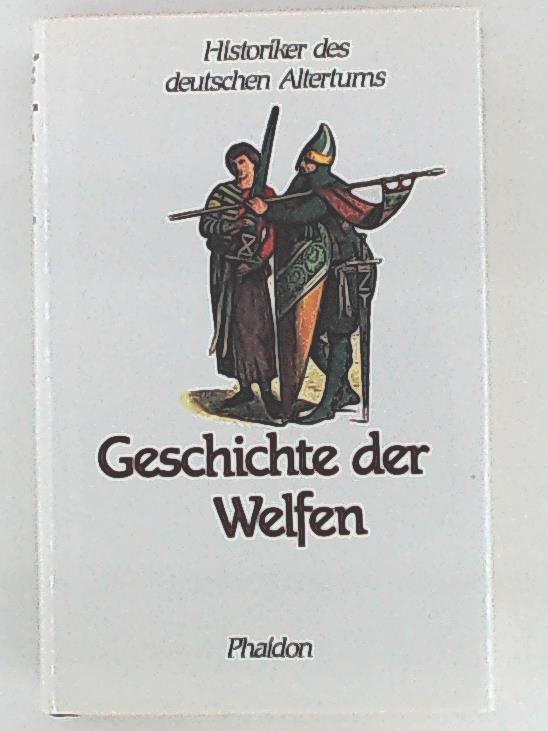 Historiker des
deutschen Altertums
Geschichte der
Welfen
Phaidon